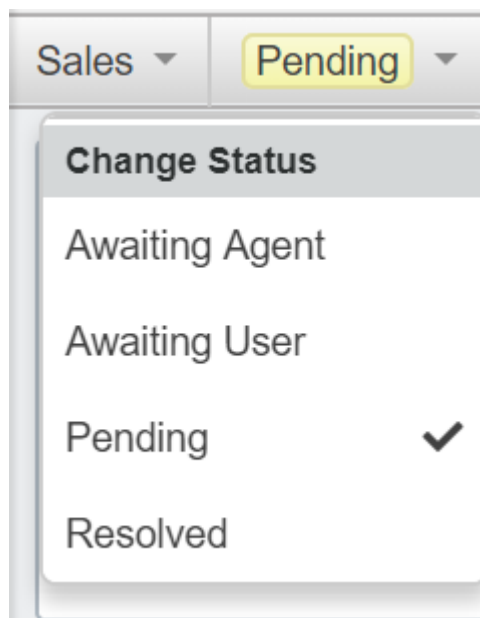 Sales Pending
Change Status
Awaiting Agent
Awaiting User
Pending
Resolved